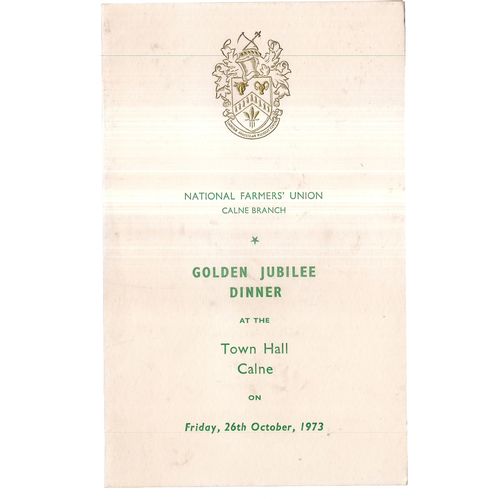 NATIONAL FARMERS' UNION
CALNE BRANCH
GOLDEN JUBILEE
DINNER
AT THE
Town Hall
Calne
ON
Friday, 26th October, 1973